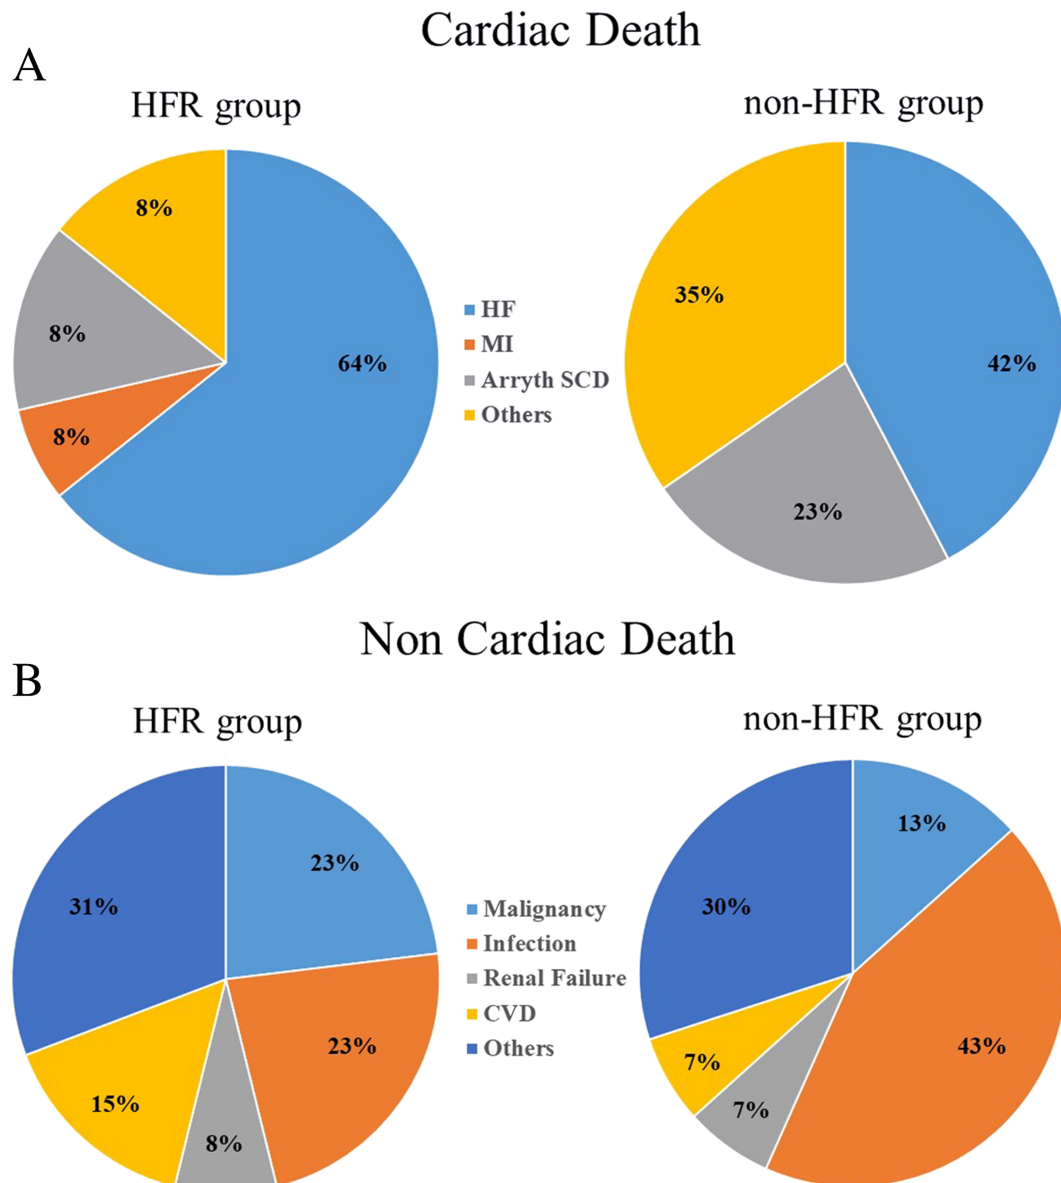 Cardiac Death
A
HFR group
non-HFR group
8%
8%
8%
64%
HF
MI
Arryth SCD
Others
35%
42%
23%
Non Cardiac Death
B
HFR group
non-HFR group
23%
31%
23%
15%
8%
Malignancy
Infection
Renal Failure
CVD
Others
13%
30%
43%
7%
7%